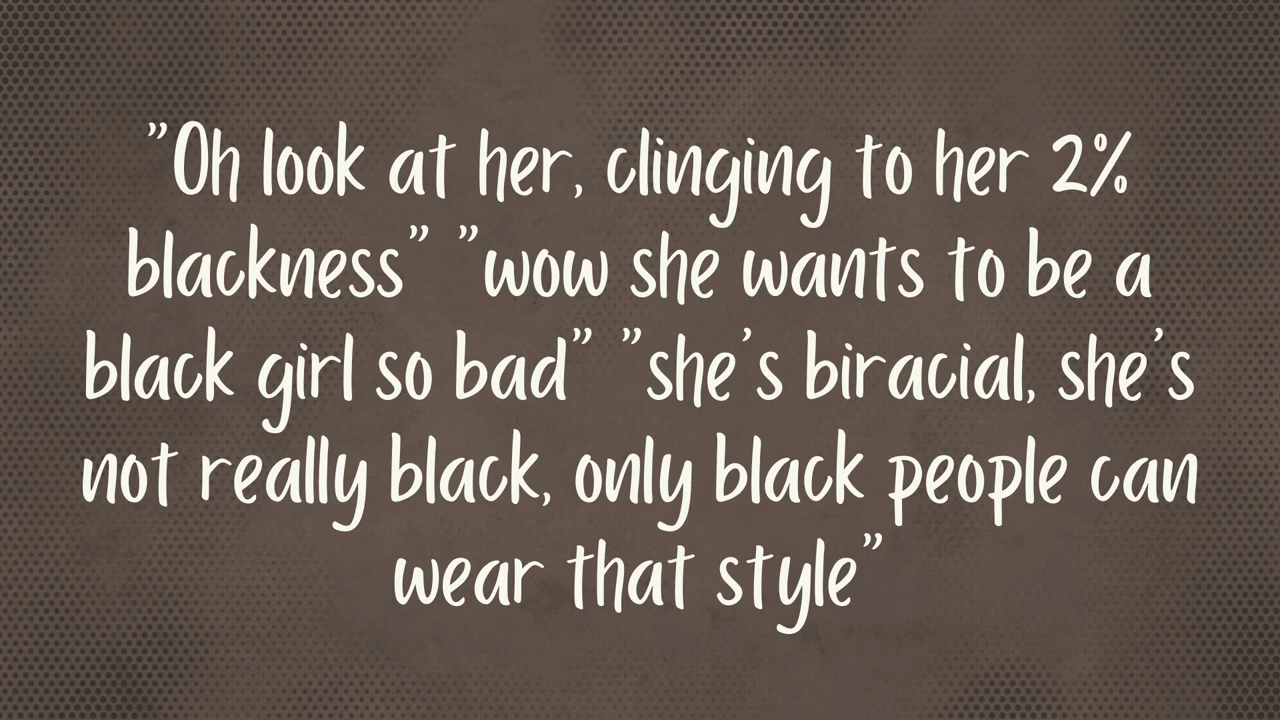 ”Oh look at her, clinging to her 2%
blackness” ”wow she wants to be a
black girl so bad” ”she’s biracial, she’s
not really black, only black people can
wear that style”